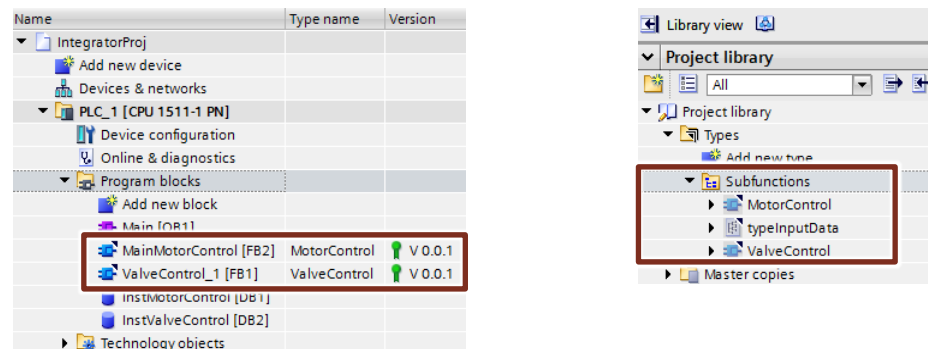 Name Type name Version
IntegratorProj
Add new device
Devices & networks
PLC_1 [CPU 1511-1 PN]
Device configuration
Online & diagnostics
Program blocks
Add new block
Main [OB1]
MainMotorControl [FB2] MotorControl V 0.0.1
ValveControl_1 [FB1] ValveControl V 0.0.1
InstMotorControl [DB1]
InstValveControl [DB2]
Technology objects
Library view
Project library
All
Project library
Types
Add new type
Subfunctions
MotorControl
typeInputData
ValveControl
Master copies